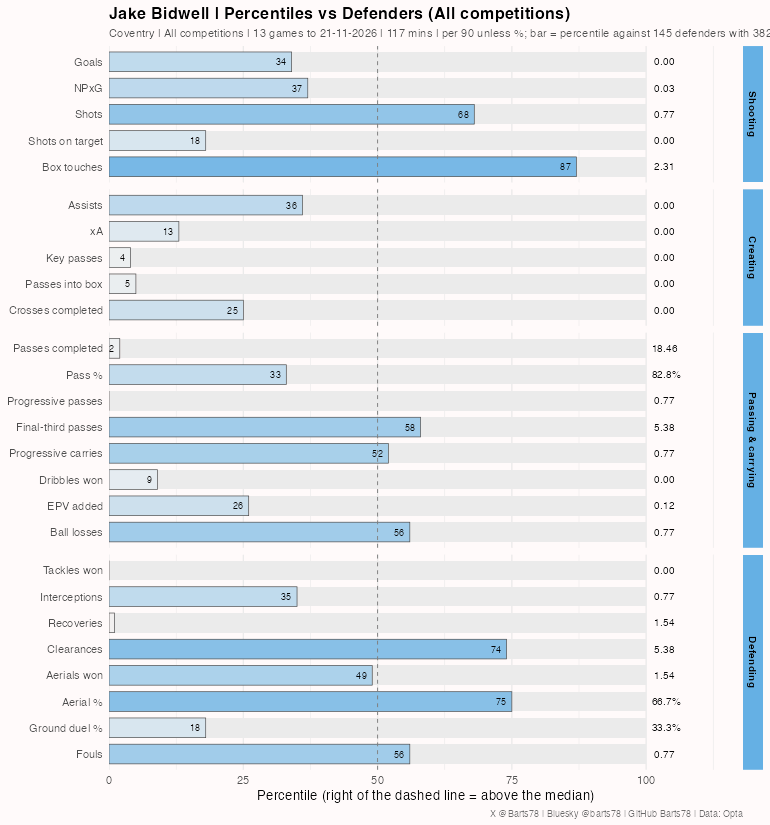 Jake Bidwell | Percentiles vs Defenders (All competitions)
Coventry | All competitions | 13 games to 21-11-2026 | 117 mins | per 90 unless %; bar = percentile against 145 defenders with 382
Goals 34 0.00
NPxG 37 0.03
Shots 68 0.77
Shots on target 18 0.00
Box touches 87 2.31
Shooting
Assists 36 0.00
xA 13 0.00
Key passes 4 0.00
Passes into box 5 0.00
Crosses completed 25 0.00
Creating
Passes completed 2 18.46
Pass % 33 82.8%
Progressive passes 0.77
Final-third passes 58 5.38
Progressive carries 52 0.77
Dribbles won 9 0.00
EPV added 26 0.12
Ball losses 56 0.77
Passing & carrying
Tackles won 0.00
Interceptions 35 0.77
Recoveries 1.54
Clearances 74 5.38
Aerials won 49 1.54
Aerial % 75 66.7%
Ground duel % 18 33.3%
Fouls 56 0.77
Defending
0 25 50 75 100
Percentile (right of the dashed line = above the median)
X @Barts78 | Bluesky @barts78 | GitHub Barts78 | Data: Opta